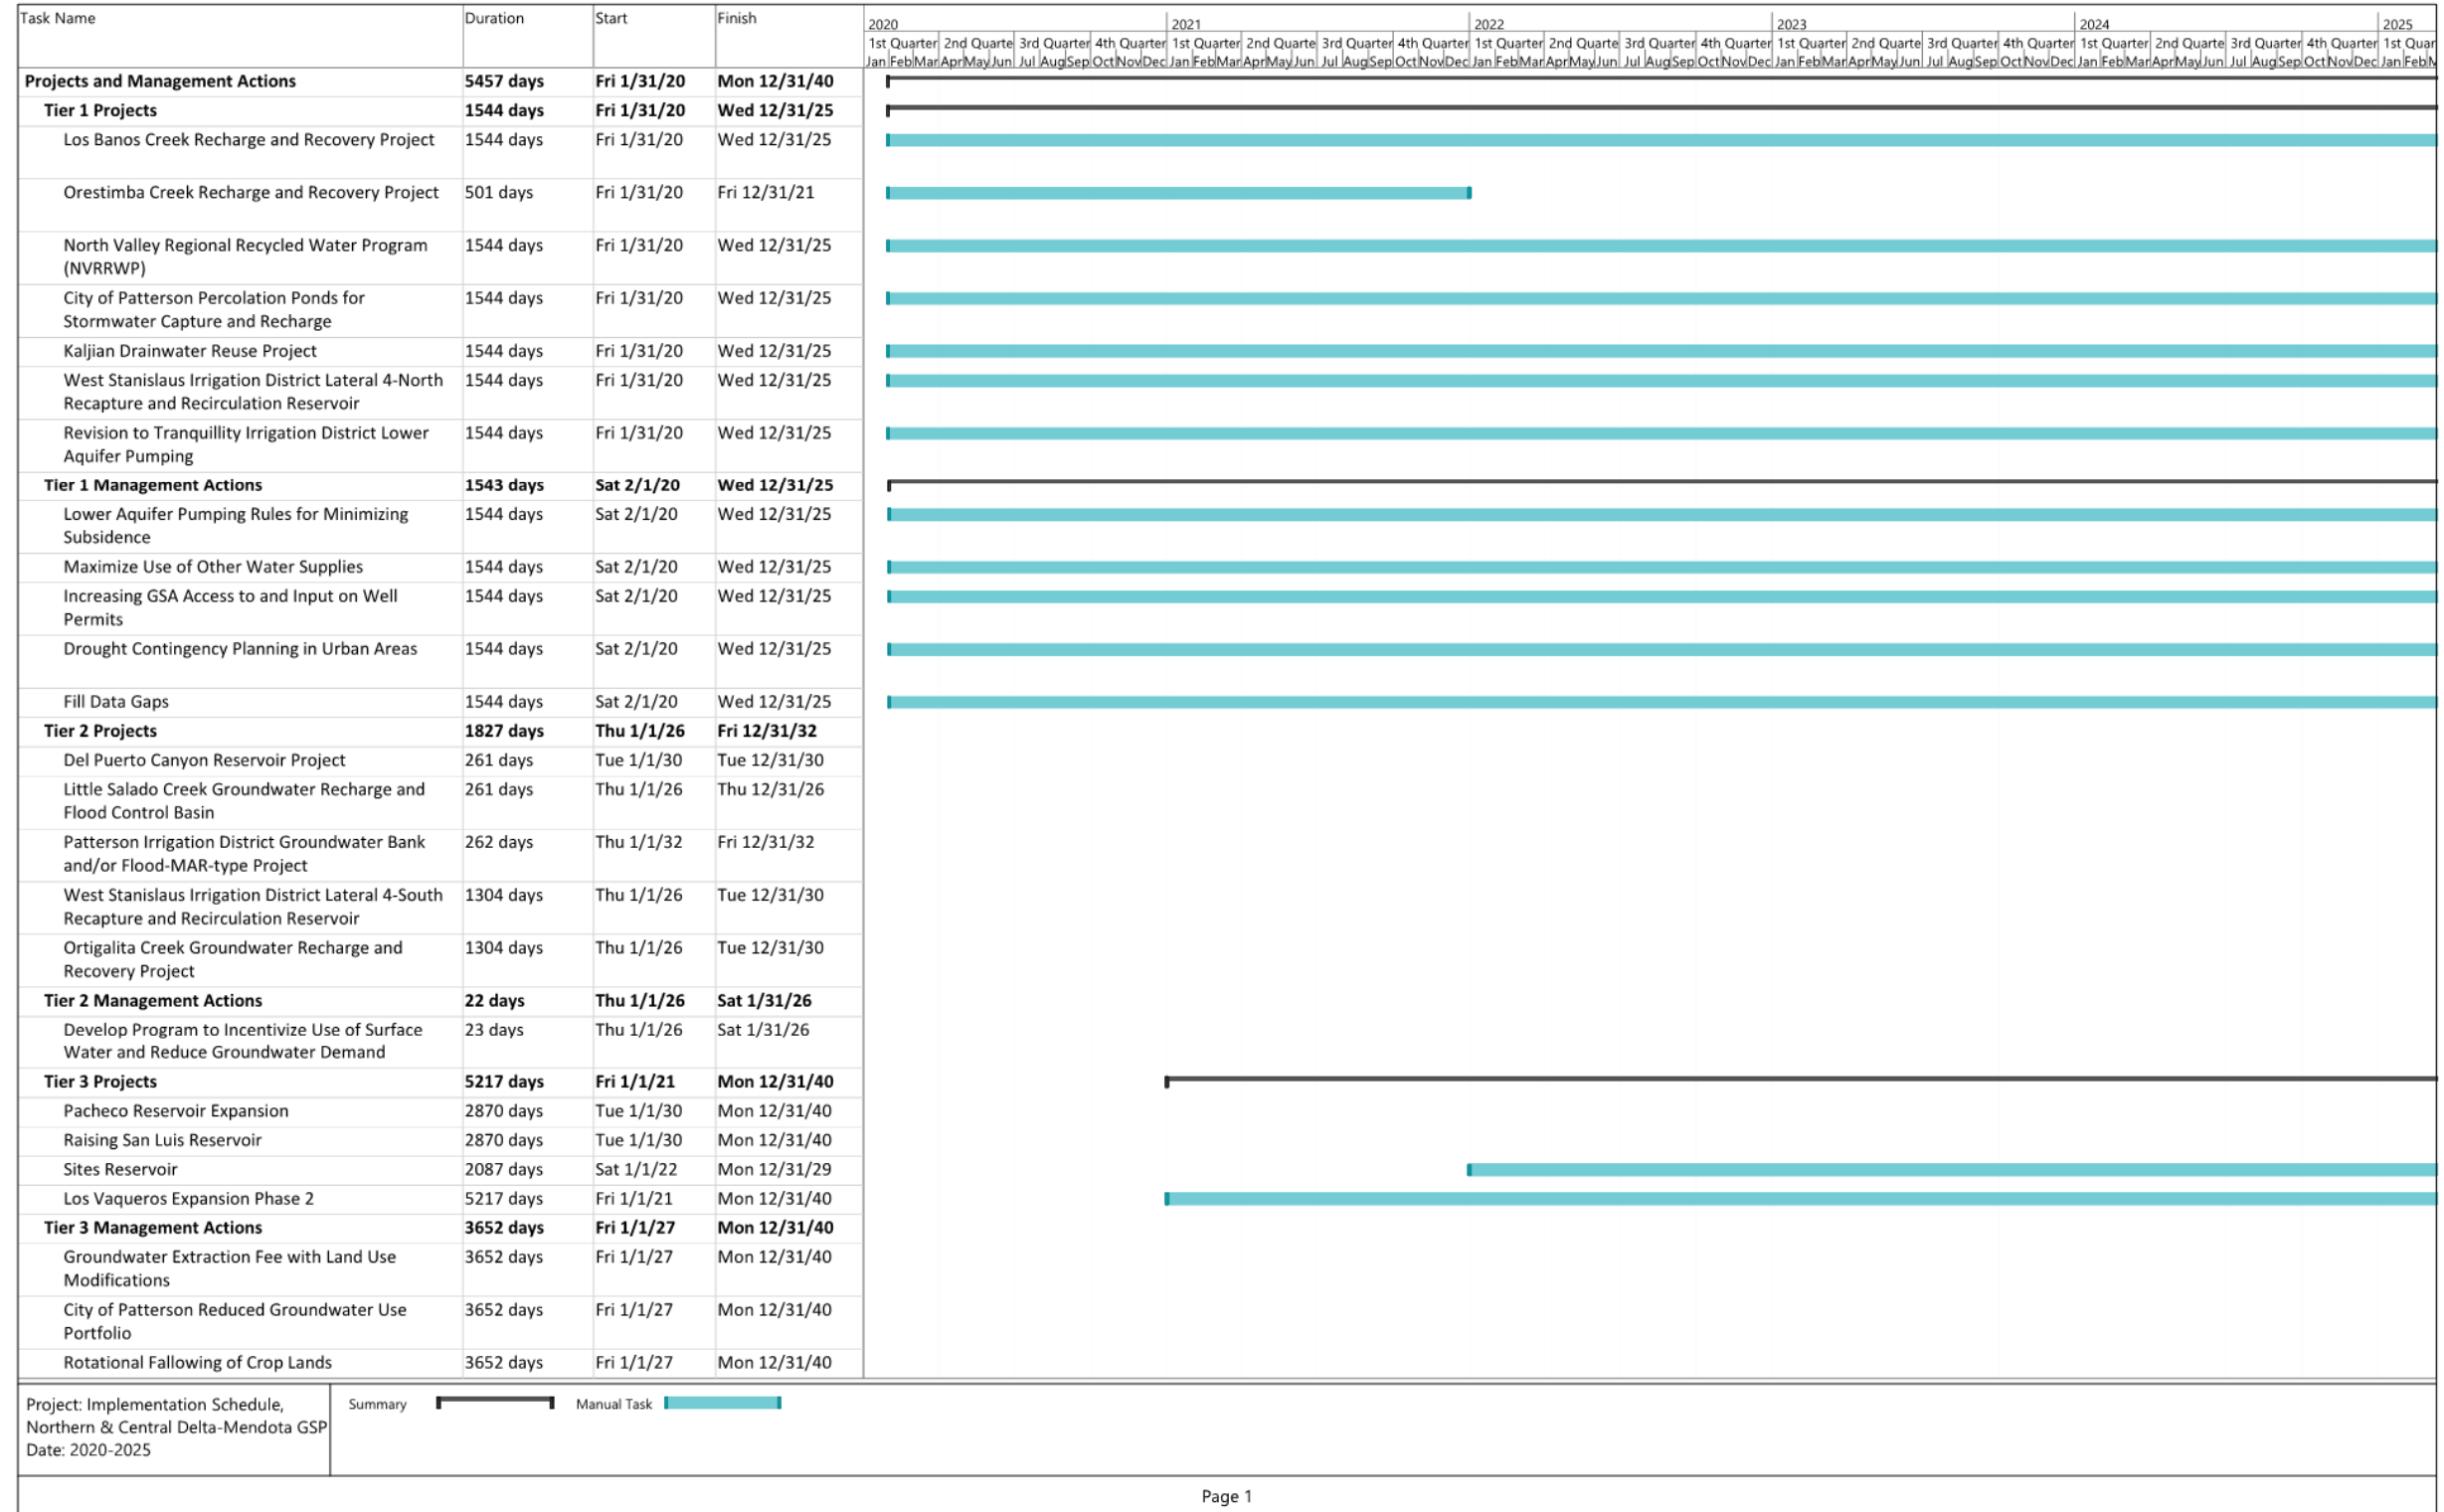 Task Name Duration Start Finish
2020 2021 2022 2023 2024 2025
1st Quarter 2nd Quarte 3rd Quarter 4th Quarter 1st Quarter 2nd Quarte 3rd Quarter 4th Quarter 1st Quarter 2nd Quarte 3rd Quarter 4th Quarter 1st Quarter 2nd Quarte 3rd Quarter 4th Quarter 1st Quarter 2nd Quarte 3rd Quarter 4th Quarter 1st Quar
Jan Feb Mar Apr May Jun Jul Aug Sep Oct Nov Dec Jan Feb Mar Apr May Jun Jul Aug Sep Oct Nov Dec Jan Feb Mar Apr May Jun Jul Aug Sep Oct Nov Dec Jan Feb Mar Apr May Jun Jul Aug Sep Oct Nov Dec Jan Feb Mar Apr May Jun Jul Aug Sep Oct Nov Dec Jan Feb M
Projects and Management Actions 5457 days Fri 1/31/20 Mon 12/31/40
Tier 1 Projects 1544 days Fri 1/31/20 Wed 12/31/25
Los Banos Creek Recharge and Recovery Project 1544 days Fri 1/31/20 Wed 12/31/25
Orestimba Creek Recharge and Recovery Project 501 days Fri 1/31/20 Fri 12/31/21
North Valley Regional Recycled Water Program 1544 days Fri 1/31/20 Wed 12/31/25
(NVRRWP)
City of Patterson Percolation Ponds for 1544 days Fri 1/31/20 Wed 12/31/25
Stormwater Capture and Recharge
Kaljian Drainwater Reuse Project 1544 days Fri 1/31/20 Wed 12/31/25
West Stanislaus Irrigation District Lateral 4-North 1544 days Fri 1/31/20 Wed 12/31/25
Recapture and Recirculation Reservoir
Revision to Tranquillity Irrigation District Lower 1544 days Fri 1/31/20 Wed 12/31/25
Aquifer Pumping
Tier 1 Management Actions 1543 days Sat 2/1/20 Wed 12/31/25
Lower Aquifer Pumping Rules for Minimizing 1544 days Sat 2/1/20 Wed 12/31/25
Subsidence
Maximize Use of Other Water Supplies 1544 days Sat 2/1/20 Wed 12/31/25
Increasing GSA Access to and Input on Well 1544 days Sat 2/1/20 Wed 12/31/25
Permits
Drought Contingency Planning in Urban Areas 1544 days Sat 2/1/20 Wed 12/31/25
Fill Data Gaps 1544 days Sat 2/1/20 Wed 12/31/25
Tier 2 Projects 1827 days Thu 1/1/26 Fri 12/31/32
Del Puerto Canyon Reservoir Project 261 days Tue 1/1/30 Tue 12/31/30
Little Salado Creek Groundwater Recharge and 261 days Thu 1/1/26 Thu 12/31/26
Flood Control Basin
Patterson Irrigation District Groundwater Bank 262 days Thu 1/1/32 Fri 12/31/32
and/or Flood-MAR-type Project
West Stanislaus Irrigation District Lateral 4-South 1304 days Thu 1/1/26 Tue 12/31/30
Recapture and Recirculation Reservoir
Ortigalita Creek Groundwater Recharge and 1304 days Thu 1/1/26 Tue 12/31/30
Recovery Project
Tier 2 Management Actions 22 days Thu 1/1/26 Sat 1/31/26
Develop Program to Incentivize Use of Surface 23 days Thu 1/1/26 Sat 1/31/26
Water and Reduce Groundwater Demand
Tier 3 Projects 5217 days Fri 1/1/21 Mon 12/31/40
Pacheco Reservoir Expansion 2870 days Tue 1/1/30 Mon 12/31/40
Raising San Luis Reservoir 2870 days Tue 1/1/30 Mon 12/31/40
Sites Reservoir 2087 days Sat 1/1/22 Mon 12/31/29
Los Vaqueros Expansion Phase 2 5217 days Fri 1/1/21 Mon 12/31/40
Tier 3 Management Actions 3652 days Fri 1/1/27 Mon 12/31/40
Groundwater Extraction Fee with Land Use 3652 days Fri 1/1/27 Mon 12/31/40
Modifications
City of Patterson Reduced Groundwater Use 3652 days Fri 1/1/27 Mon 12/31/40
Portfolio
Rotational Fallowing of Crop Lands 3652 days Fri 1/1/27 Mon 12/31/40
Project: Implementation Schedule, Summary Manual Task
Northern & Central Delta-Mendota GSP
Date: 2020-2025
Page 1